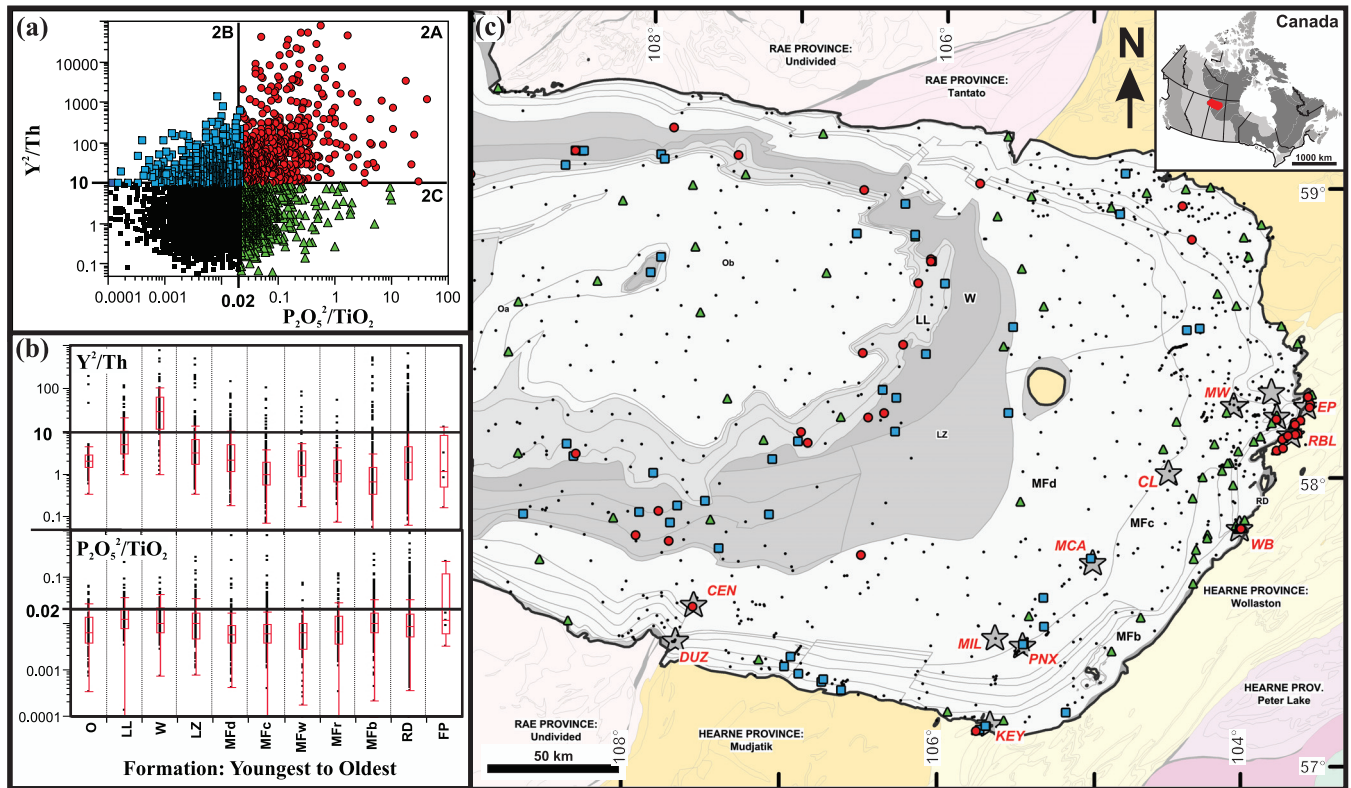 (a)
2B
2A
2C
Y²/Th
10000
1000
100
10
1
0.1
0.0001
0.001
0.02
0.1
1
10
100
P₂O₅²/TiO₂
(b)
Y²/Th
100
10
1
0.1
P₂O₅²/TiO₂
0.1
0.02
0.001
0.0001
O
LL
W
LZ
MFd
MFc
MFw
MFr
MFb
RD
FP
Formation: Youngest to Oldest
(c)
108°
106°
RAE PROVINCE:
Undivided
RAE PROVINCE:
Tantato
N
Canada
1000 km
59°
Ob
Oa
W
LL
LZ
MFd
MFc
MFb
MW
EP
RBL
CL
58°
RD
WB
MCA
HEARNE PROVINCE:
Wollaston
CEN
DUZ
MIL
PNX
KEY
HEARNE PROV.
Peter Lake
RAE PROVINCE:
Undivided
HEARNE PROVINCE:
Mudjatik
50 km
108°
106°
104°
57°